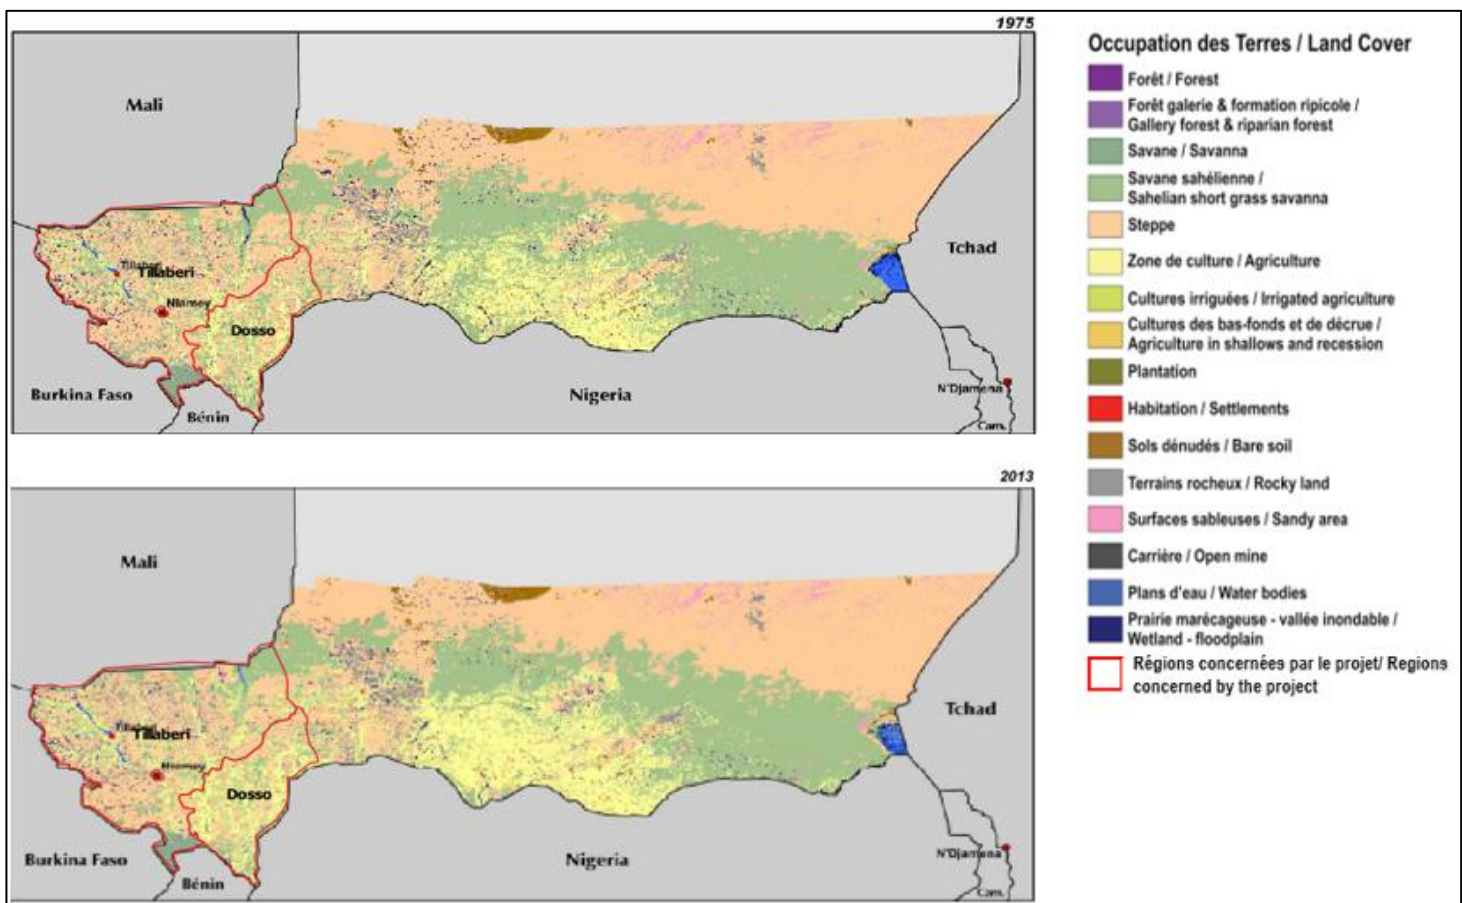 1975
Mali
Tillaberi
Tillaberi
Niamey
Dosso
Tchad
Burkina Faso
Bénin
Nigeria
N'Djamena
Cam.
2013
Mali
Tillaberi
Tillaberi
Niamey
Dosso
Tchad
Burkina Faso
Bénin
Nigeria
N'Djamena
Cam.
Occupation des Terres / Land Cover
Forêt / Forest
Forêt galerie & formation ripicole /
Gallery forest & riparian forest
Savane / Savanna
Savane sahélienne /
Sahelian short grass savanna
Steppe
Zone de culture / Agriculture
Cultures irriguées / Irrigated agriculture
Cultures des bas-fonds et de décrue /
Agriculture in shallows and recession
Plantation
Habitation / Settlements
Sols dénudés / Bare soil
Terrains rocheux / Rocky land
Surfaces sableuses / Sandy area
Carrière / Open mine
Plans d'eau / Water bodies
Prairie marécageuse - vallée inondable /
Wetland - floodplain
Régions concernées par le projet/ Regions
concerned by the project